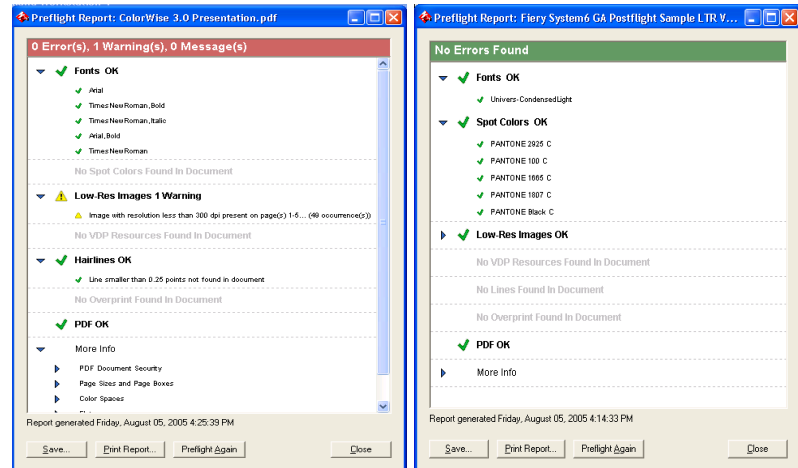 Preflight Report: ColorWise 3.0 Presentation.pdf
0 Error(s), 1 Warning(s), 0 Message(s)
Fonts OK
Arial
TimesNewRoman,Bold
TimesNewRoman,Italic
Arial,Bold
TimesNewRoman
No Spot Colors Found In Document
Low-Res Images 1 Warning
Image with resolution less than 300 dpi present on page(s) 1-5... (49 occurrence(s))
No VDP Resources Found In Document
Hairlines OK
Line smaller than 0.25 points not found in document
No Overprint Found In Document
PDF OK
More Info
PDF Document Security
Page Sizes and Page Boxes
Color Spaces
Report generated Friday, August 05, 2005 4:25:39 PM
Save... Print Report... Preflight Again Close
Preflight Report: Fiery System6 GA Postflight Sample LTR V...
No Errors Found
Fonts OK
Univers-CondensedLight
Spot Colors OK
PANTONE 2925 C
PANTONE 100 C
PANTONE 1665 C
PANTONE 1807 C
PANTONE Black C
Low-Res Images OK
No VDP Resources Found In Document
No Lines Found In Document
No Overprint Found In Document
PDF OK
More Info
Report generated Friday, August 05, 2005 4:14:33 PM
Save... Print Report... Preflight Again Close